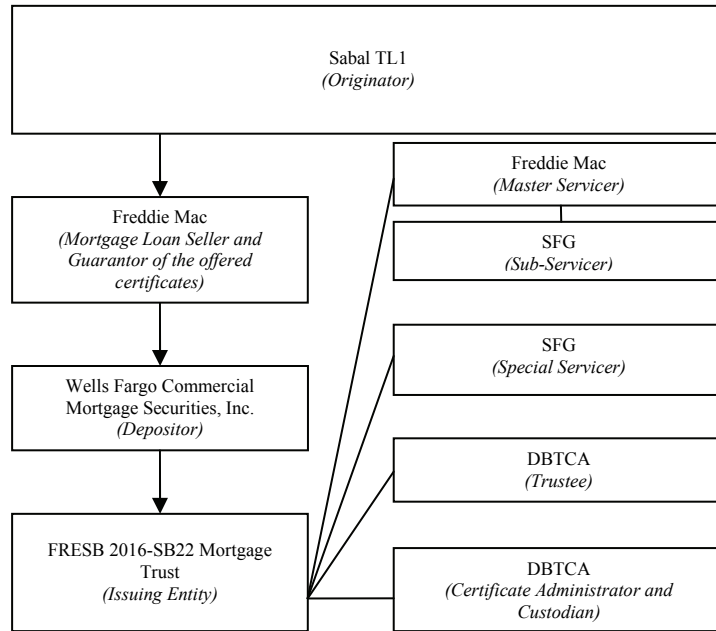 Sabal TL1
(Originator)
Freddie Mac
(Mortgage Loan Seller and
Guarantor of the offered
certificates)
Wells Fargo Commercial
Mortgage Securities, Inc.
(Depositor)
FRESB 2016-SB22 Mortgage
Trust
(Issuing Entity)
Freddie Mac
(Master Servicer)
SFG
(Sub-Servicer)
SFG
(Special Servicer)
DBTCA
(Trustee)
DBTCA
(Certificate Administrator and
Custodian)